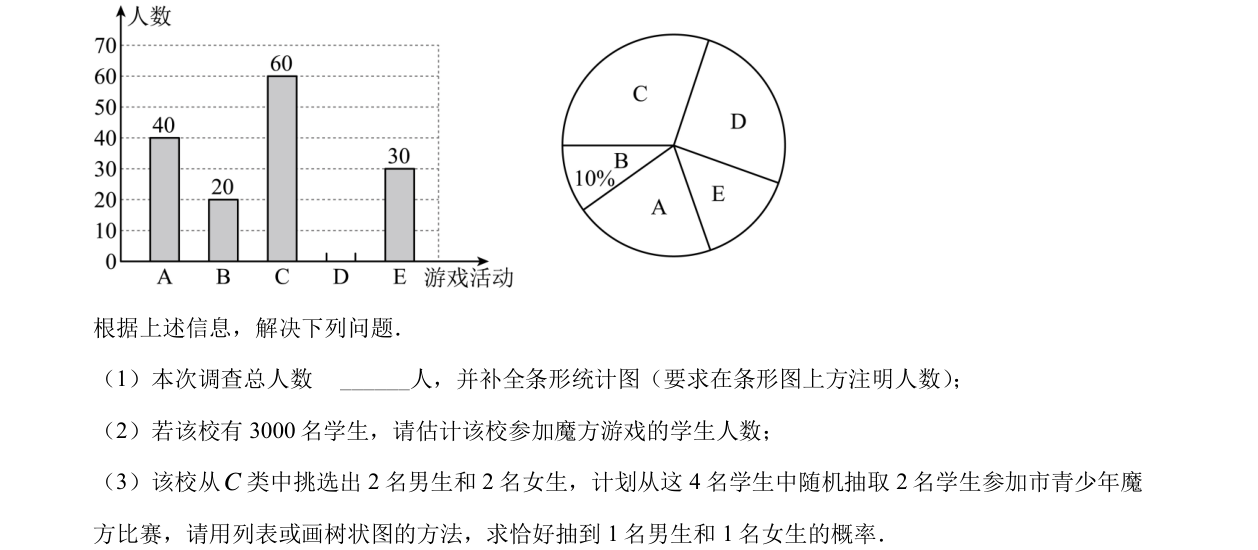 人数
70
60
60
50
40
40
30
30
20
20
10
0
A
B
C
D
E
游戏活动
C
D
B
10%
E
A
根据上述信息，解决下列问题．
（1）本次调查总人数 ______人，并补全条形统计图（要求在条形图上方注明人数）；
（2）若该校有 3000 名学生，请估计该校参加魔方游戏的学生人数；
（3）该校从 C 类中挑选出 2 名男生和 2 名女生，计划从这 4 名学生中随机抽取 2 名学生参加市青少年魔
方比赛，请用列表或画树状图的方法，求恰好抽到 1 名男生和 1 名女生的概率．